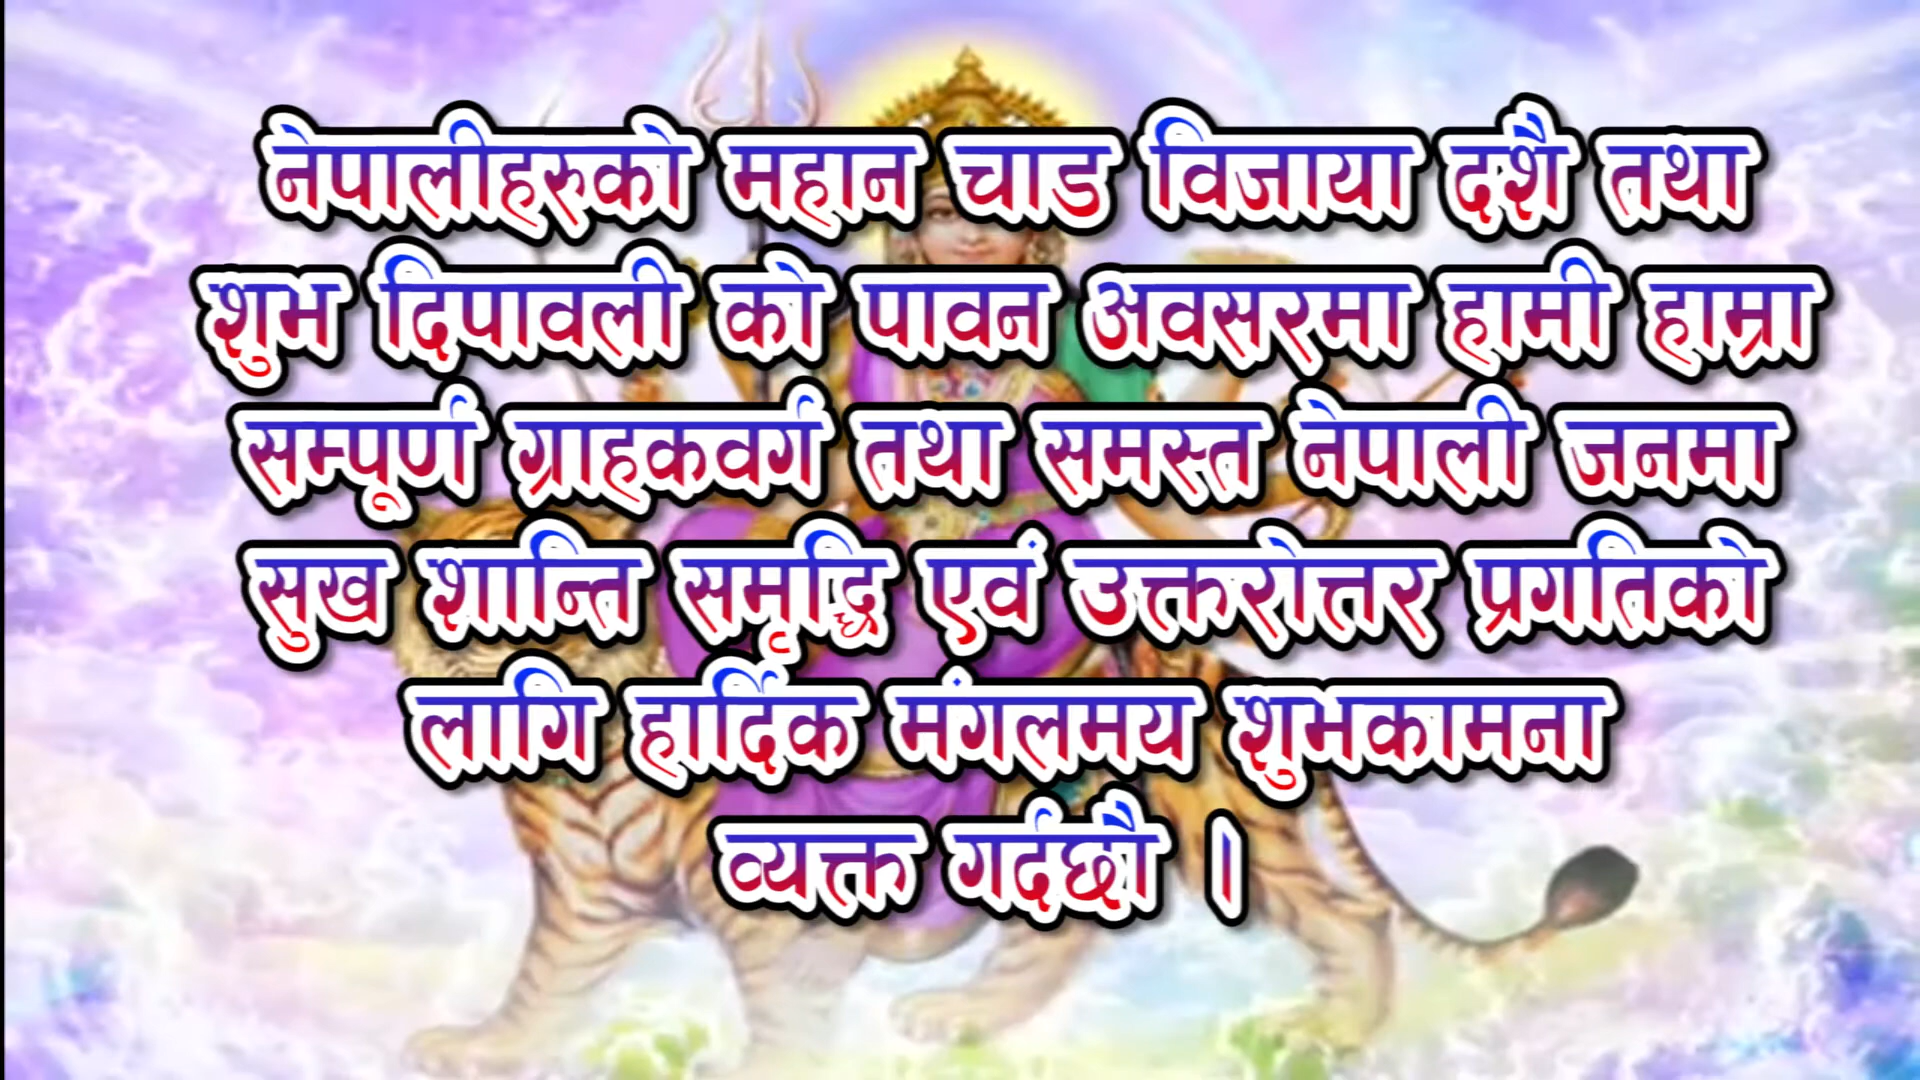 नेपालीहरुको महान चाड विजाया दशै तथा
शुभ दिपावली को पावन अवसरमा हामी हाम्रा
सम्पूर्ण ग्राहकवर्ग तथा समस्त नेपाली जनमा
सुख शान्ति समृद्धि एवं उक्तरोत्तर प्रगतिको
लागि हार्दिक मंगलमय शुभकामना
व्यक्त गर्दछौ ।